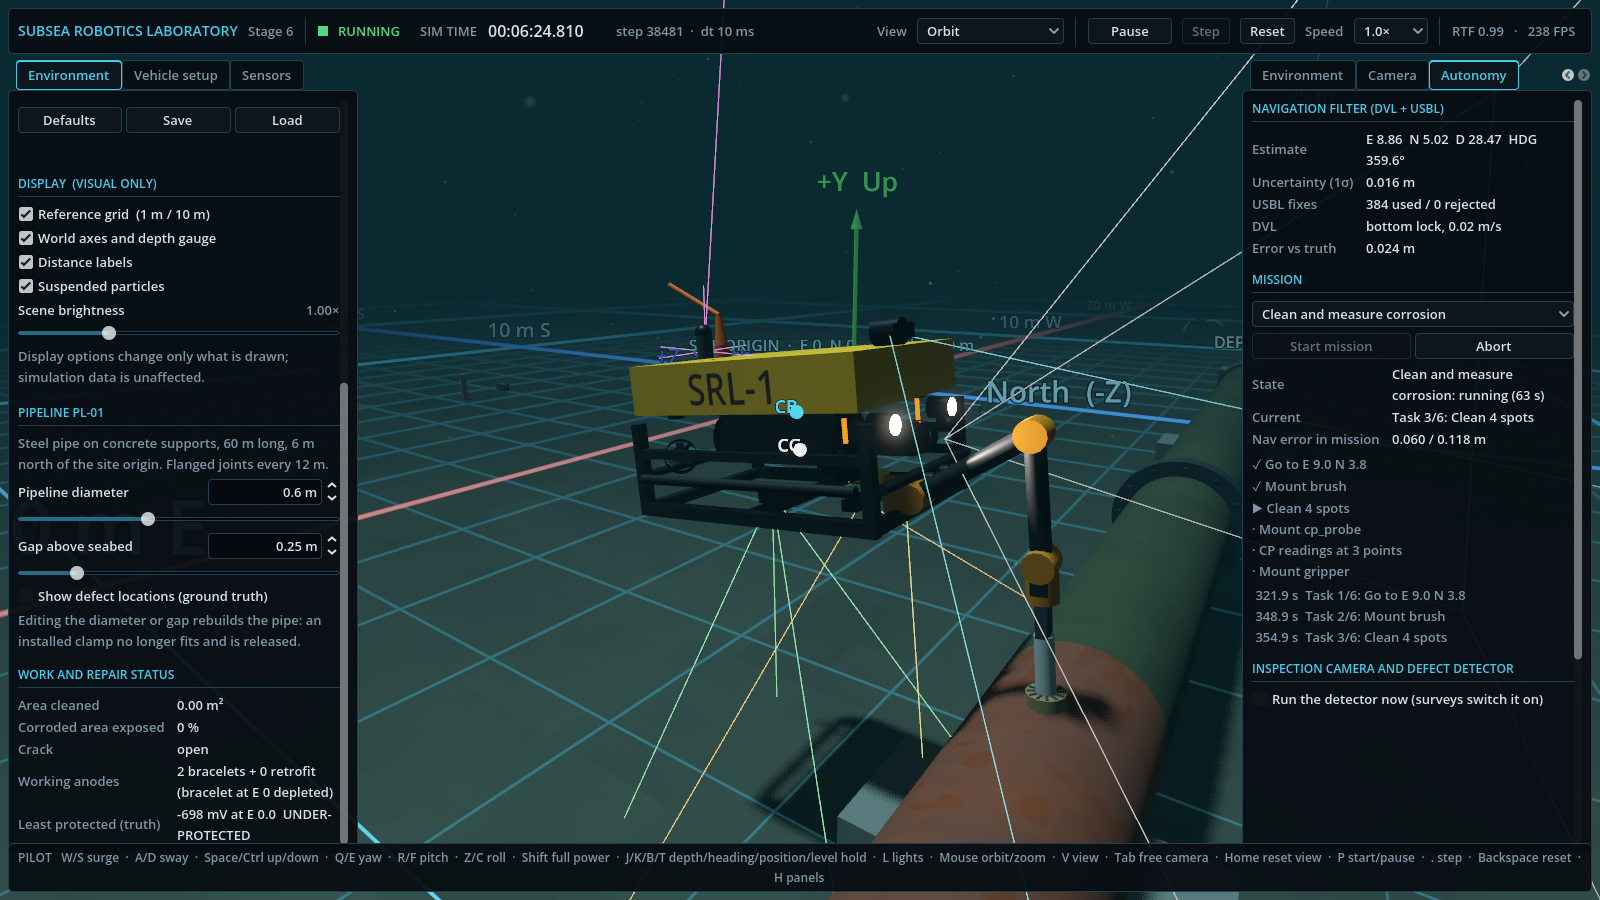 SUBSEA ROBOTICS LABORATORY Stage 6 RUNNING SIM TIME 00:06:24.810 step 38481 · dt 10 ms View Orbit Pause Step Reset Speed 1.0× RTF 0.99 · 238 FPS
Environment Vehicle setup Sensors
Defaults Save Load
DISPLAY (VISUAL ONLY)
Reference grid (1 m / 10 m)
World axes and depth gauge
Distance labels
Suspended particles
Scene brightness 1.00×
Display options change only what is drawn;
simulation data is unaffected.
PIPELINE PL-01
Steel pipe on concrete supports, 60 m long, 6 m
north of the site origin. Flanged joints every 12 m.
Pipeline diameter 0.6 m
Gap above seabed 0.25 m
Show defect locations (ground truth)
Editing the diameter or gap rebuilds the pipe: an
installed clamp no longer fits and is released.
WORK AND REPAIR STATUS
Area cleaned 0.00 m²
Corroded area exposed 0 %
Crack open
Working anodes 2 bracelets + 0 retrofit
(bracelet at E 0 depleted)
Least protected (truth) -698 mV at E 0.0 UNDER-
PROTECTED
+Y Up
10 m S
10 m W
20 m W
ORIGIN · E 0 N 0
DEP
SRL-1
CB
CG
North (-Z)
Environment Camera Autonomy
NAVIGATION FILTER (DVL + USBL)
Estimate E 8.86 N 5.02 D 28.47 HDG
359.6°
Uncertainty (1σ) 0.016 m
USBL fixes 384 used / 0 rejected
DVL bottom lock, 0.02 m/s
Error vs truth 0.024 m
MISSION
Clean and measure corrosion
Start mission Abort
State Clean and measure
corrosion: running (63 s)
Current Task 3/6: Clean 4 spots
Nav error in mission 0.060 / 0.118 m
✓ Go to E 9.0 N 3.8
✓ Mount brush
▶ Clean 4 spots
· Mount cp_probe
· CP readings at 3 points
· Mount gripper
321.9 s Task 1/6: Go to E 9.0 N 3.8
348.9 s Task 2/6: Mount brush
354.9 s Task 3/6: Clean 4 spots
INSPECTION CAMERA AND DEFECT DETECTOR
Run the detector now (surveys switch it on)
PILOT W/S surge · A/D sway · Space/Ctrl up/down · Q/E yaw · R/F pitch · Z/C roll · Shift full power · J/K/B/T depth/heading/position/level hold · L lights · Mouse orbit/zoom · V view · Tab free camera · Home reset view · P start/pause · . step · Backspace reset ·
H panels